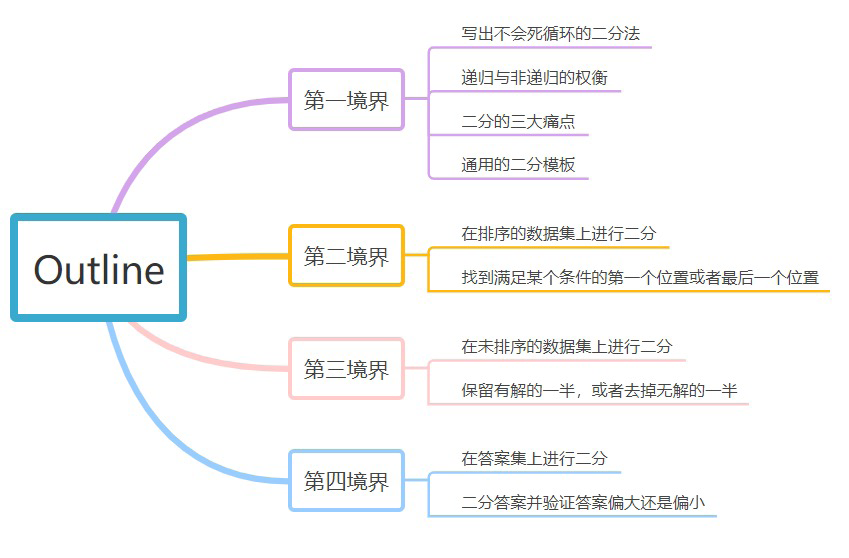 Outline
第一境界
写出不会死循环的二分法
递归与非递归的权衡
二分的三大痛点
通用的二分模板
第二境界
在排序的数据集上进行二分
找到满足某个条件的第一个位置或者最后一个位置
第三境界
在未排序的数据集上进行二分
保留有解的一半，或者去掉无解的一半
第四境界
在答案集上进行二分
二分答案并验证答案偏大还是偏小